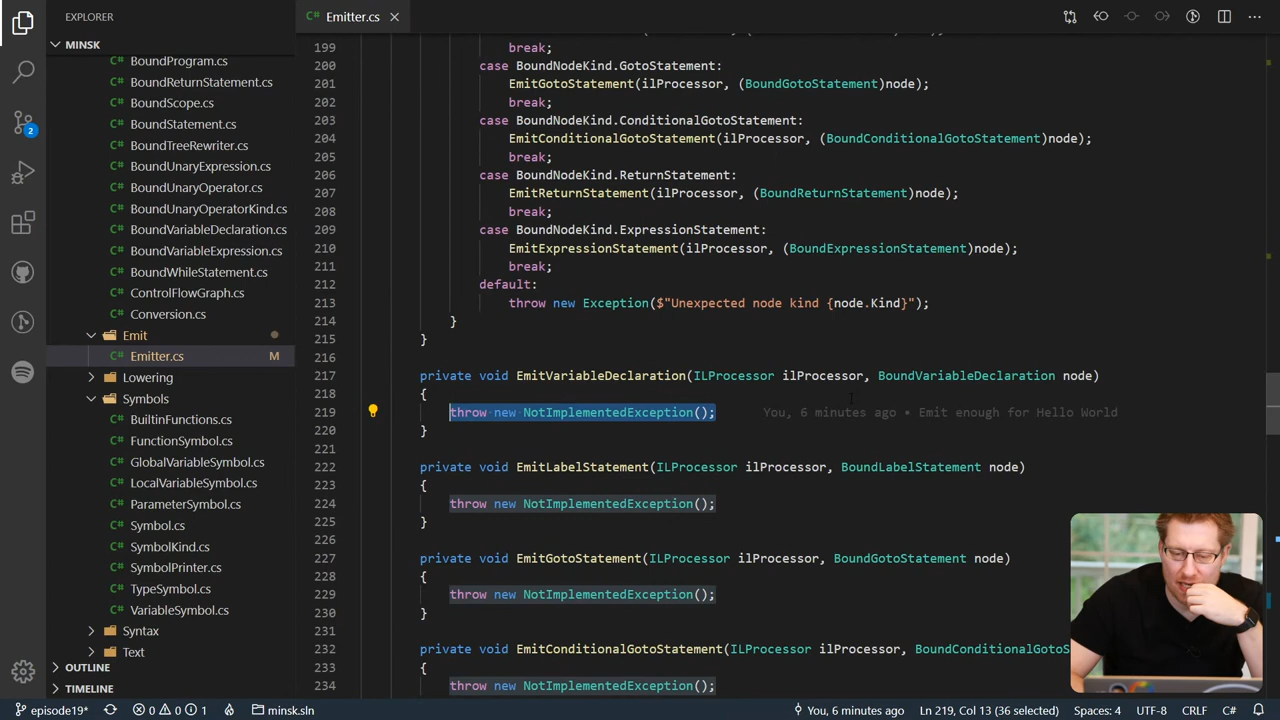 EXPLORER
MINSK
BoundProgram.cs
BoundReturnStatement.cs
BoundScope.cs
BoundStatement.cs
BoundTreeRewriter.cs
BoundUnaryExpression.cs
BoundUnaryOperator.cs
BoundUnaryOperatorKind.cs
BoundVariableDeclaration.cs
BoundVariableExpression.cs
BoundWhileStatement.cs
ControlFlowGraph.cs
Conversion.cs
Emit
Emitter.cs M
Lowering
Symbols
BuiltinFunctions.cs
FunctionSymbol.cs
GlobalVariableSymbol.cs
LocalVariableSymbol.cs
ParameterSymbol.cs
Symbol.cs
SymbolKind.cs
SymbolPrinter.cs
TypeSymbol.cs
VariableSymbol.cs
Syntax
Text
OUTLINE
TIMELINE
Emitter.cs
199 break;
200 case BoundNodeKind.GotoStatement:
201 EmitGotoStatement(ilProcessor, (BoundGotoStatement)node);
202 break;
203 case BoundNodeKind.ConditionalGotoStatement:
204 EmitConditionalGotoStatement(ilProcessor, (BoundConditionalGotoStatement)node);
205 break;
206 case BoundNodeKind.ReturnStatement:
207 EmitReturnStatement(ilProcessor, (BoundReturnStatement)node);
208 break;
209 case BoundNodeKind.ExpressionStatement:
210 EmitExpressionStatement(ilProcessor, (BoundExpressionStatement)node);
211 break;
212 default:
213 throw new Exception($"Unexpected node kind {node.Kind}");
214 }
215 }
216
217 private void EmitVariableDeclaration(ILProcessor ilProcessor, BoundVariableDeclaration node)
218 {
219 throw new NotImplementedException(); You, 6 minutes ago • Emit enough for Hello World
220 }
221
222 private void EmitLabelStatement(ILProcessor ilProcessor, BoundLabelStatement node)
223 {
224 throw new NotImplementedException();
225 }
226
227 private void EmitGotoStatement(ILProcessor ilProcessor, BoundGotoStatement node)
228 {
229 throw new NotImplementedException();
230 }
231
232 private void EmitConditionalGotoStatement(ILProcessor ilProcessor, BoundConditionalGotoS
233 {
234 throw new NotImplementedException();
2
episode19* 0 0 1 minsk.sln You, 6 minutes ago Ln 219, Col 13 (36 selected) Spaces: 4 UTF-8 CRLF C#